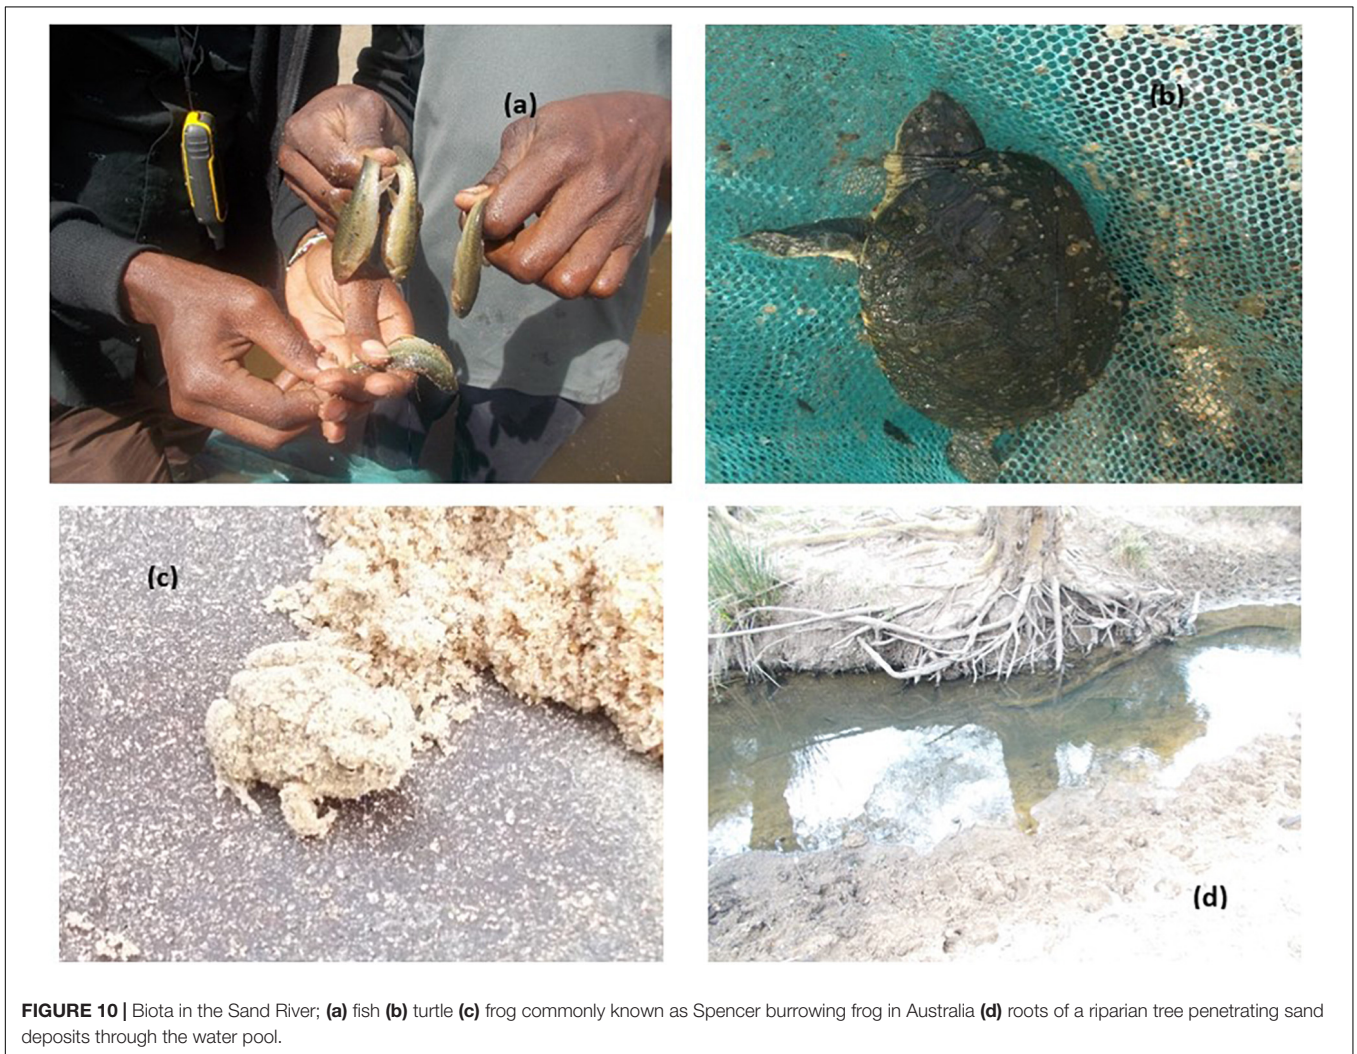 (a)
(b)
(c)
(d)
FIGURE 10 | Biota in the Sand River; (a) fish (b) turtle (c) frog commonly known as Spencer burrowing frog in Australia (d) roots of a riparian tree penetrating sand
deposits through the water pool.